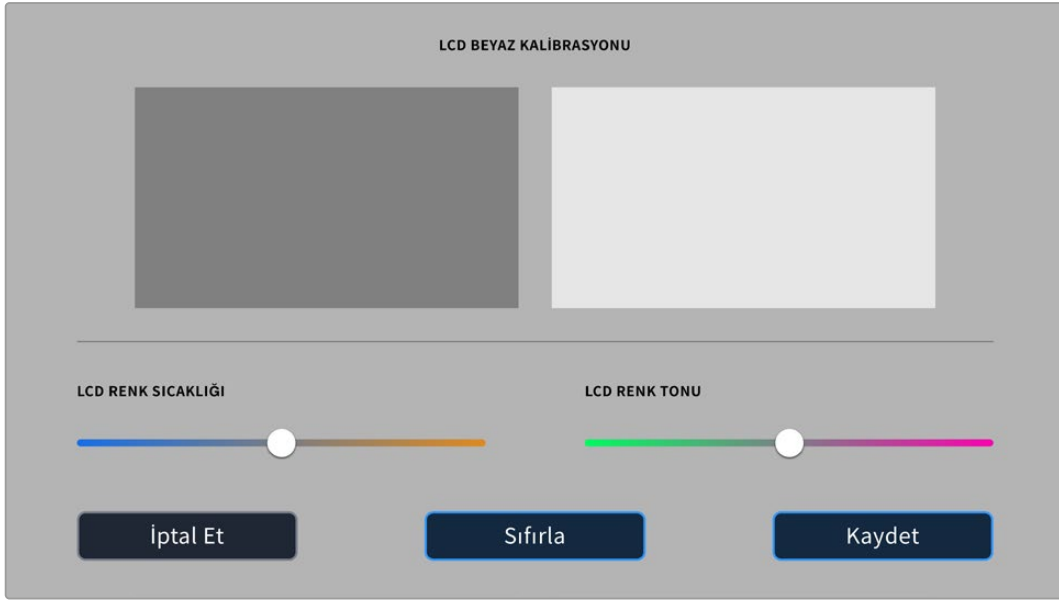 LCD BEYAZ KALİBRASYONU
LCD RENK SICAKLIĞI
LCD RENK TONU
İptal Et
Sıfırla
Kaydet